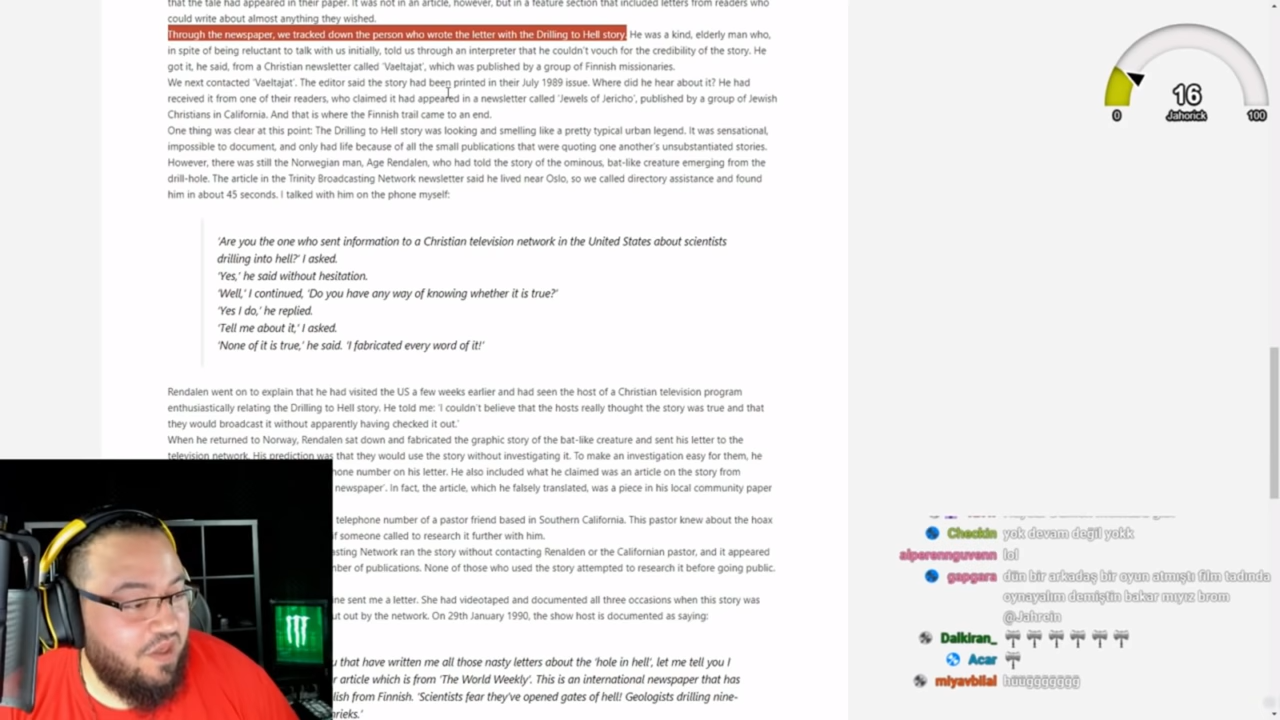 that the tale had appeared in their paper. It was not in an article, however, but in a feature section that included letters from readers who
could write about almost anything they wished.
Through the newspaper, we tracked down the person who wrote the letter with the Drilling to Hell story. He was a kind, elderly man who,
in spite of being reluctant to talk with us initially, told us through an interpreter that he couldn't vouch for the credibility of the story. He
got it, he said, from a Christian newsletter called 'Vaeltajat', which was published by a group of Finnish missionaries.
We next contacted 'Vaeltajat'. The editor said the story had been printed in their July 1989 issue. Where did he hear about it? He had
received it from one of their readers, who claimed it had appeared in a newsletter called 'Jewels of Jericho', published by a group of Jewish
Christians in California. And that is where the Finnish trail came to an end.
One thing was clear at this point: The Drilling to Hell story was looking and smelling like a pretty typical urban legend. It was sensational,
impossible to document, and only had life because of all the small publications that were quoting one another's unsubstantiated stories.
However, there was still the Norwegian man, Age Rendalen, who had told the story of the ominous, bat-like creature emerging from the
drill-hole. The article in the Trinity Broadcasting Network newsletter said he lived near Oslo, so we called directory assistance and found
him in about 45 seconds. I talked with him on the phone myself:
'Are you the one who sent information to a Christian television network in the United States about scientists
drilling into hell?' I asked.
'Yes,' he said without hesitation.
'Well,' I continued, 'Do you have any way of knowing whether it is true?'
'Yes I do,' he replied.
'Tell me about it,' I asked.
'None of it is true,' he said. 'I fabricated every word of it!'
Rendalen went on to explain that he had visited the US a few weeks earlier and had seen the host of a Christian television program
enthusiastically relating the Drilling to Hell story. He told me: 'I couldn't believe that the hosts really thought the story was true and that
they would broadcast it without apparently having checked it out.'
When he returned to Norway, Rendalen sat down and fabricated the graphic story of the bat-like creature and sent his letter to the
television network. His prediction was that they would use the story without investigating it. To make an investigation easy for them, he
hone number on his letter. He also included what he claimed was an article on the story from
newspaper'. In fact, the article, which he falsely translated, was a piece in his local community paper
telephone number of a pastor friend based in Southern California. This pastor knew about the hoax
f someone called to research it further with him.
asting Network ran the story without contacting Renalden or the Californian pastor, and it appeared
mber of publications. None of those who used the story attempted to research it before going public.
ne sent me a letter. She had videotaped and documented all three occasions when this story was
ut out by the network. On 29th January 1990, the show host is documented as saying:
u that have written me all those nasty letters about the 'hole in hell', let me tell you I
r article which is from 'The World Weekly'. This is an international newspaper that has
lish from Finnish. 'Scientists fear they've opened gates of hell! Geologists drilling nine-
hrieks.'
16
0 Jahorick 100
Checkin yok devam değil yokk
alperennguvenn lol
gapgara dün bir arkadaş bir oyun atmıştı film tadında
oynayalım demiştin bakar mıyız brom
@Jahrein
Dalkiran_
Acar
miyavbilal hüngggggggg